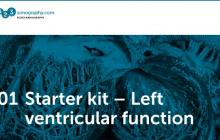 sonography.com
01 Starter kit – Left
ventricular function